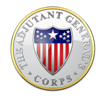 THE ADJUTANT GENERAL'S
• CORPS •